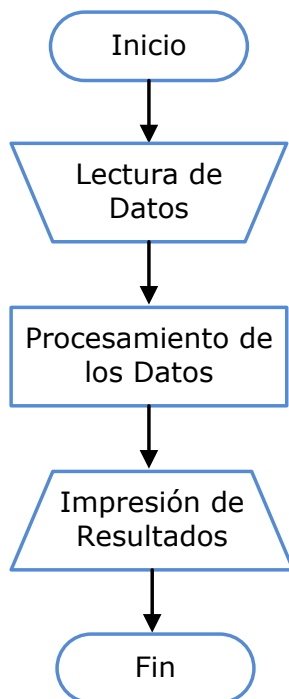 Inicio
Lectura de
Datos
Procesamiento de
los Datos
Impresión de
Resultados
Fin